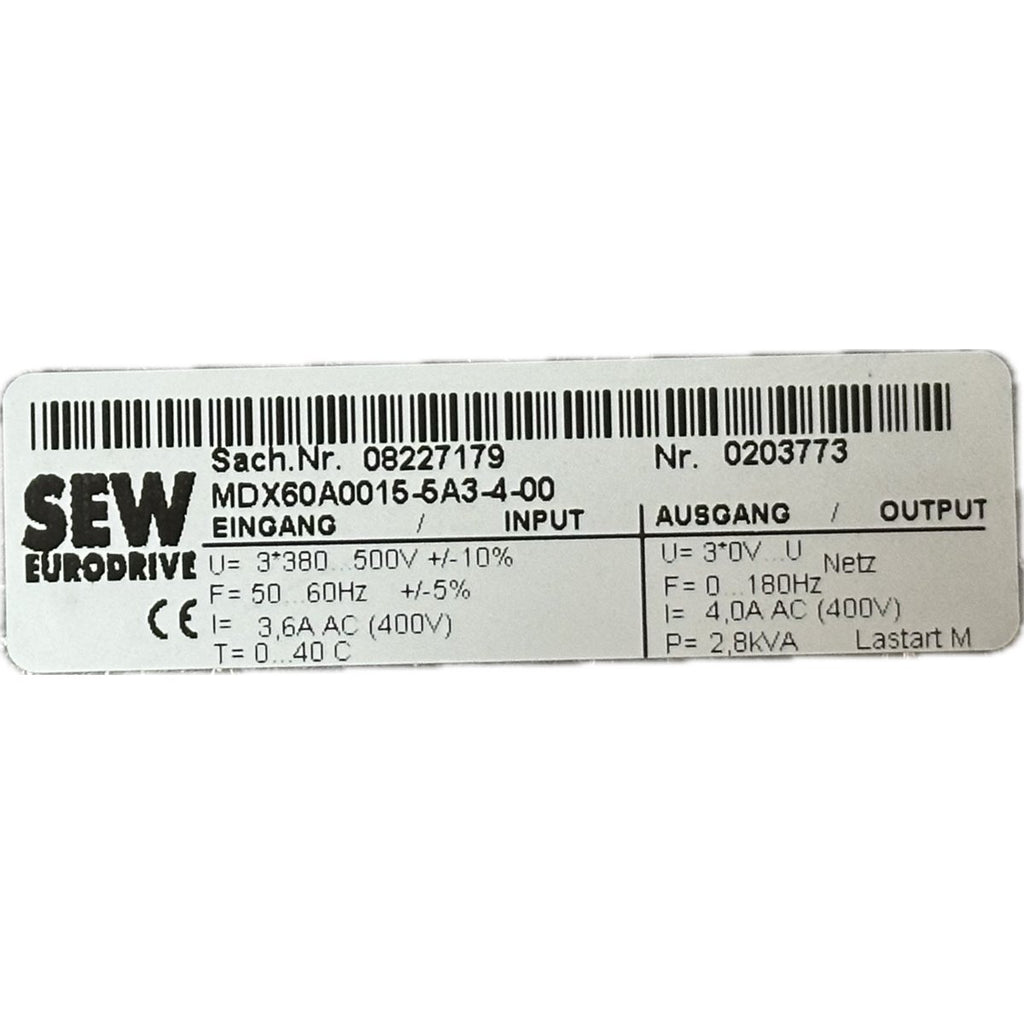 Sach.Nr. 08227179 Nr. 0203773
SEW
EURODRIVE
MDX60A0015-5A3-4-00
EINGANG / INPUT
AUSGANG / OUTPUT
U= 3*380...500V +/-10%
F= 50...60Hz +/-5%
I= 3,6A AC (400V)
T= 0...40 C
U= 3*0V...U Netz
F= 0...180Hz
I= 4,0A AC (400V)
P= 2,8kVA Lastart M
CE